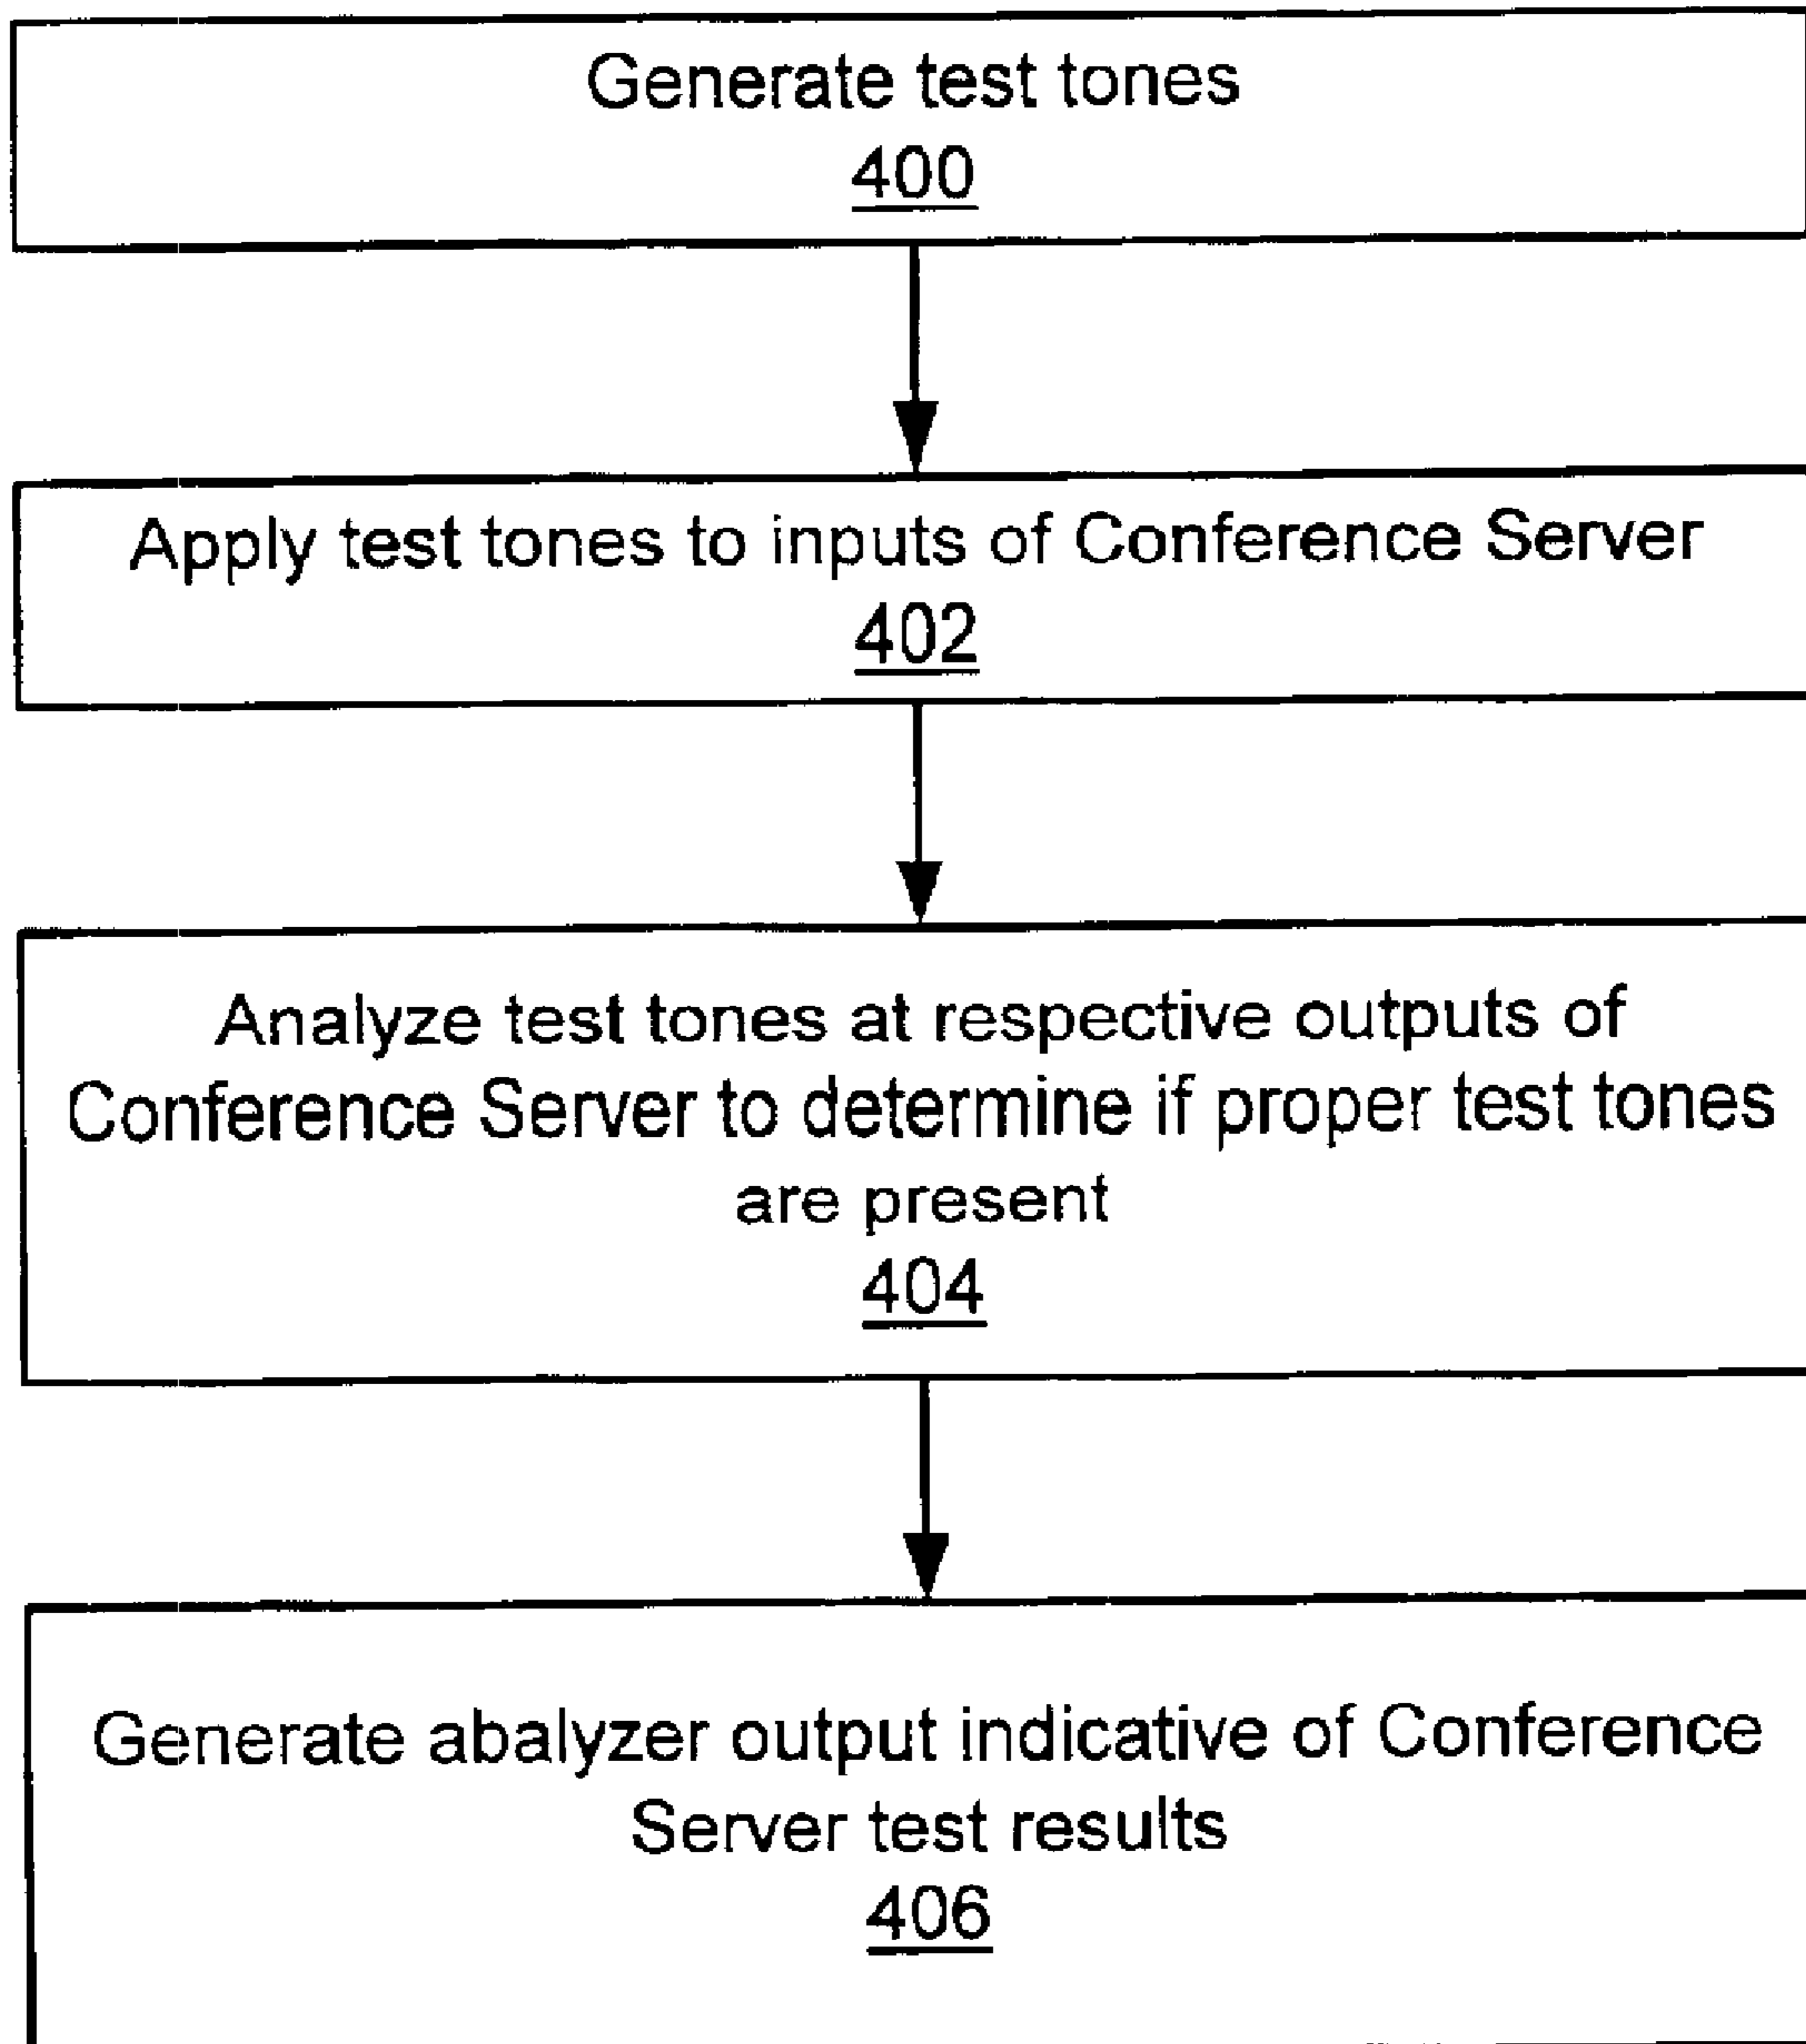 Generate test tones
400
Apply test tones to inputs of Conference Server
402
Analyze test tones at respective outputs of
Conference Server to determine if proper test tones
are present
404
Generate abalyzer output indicative of Conference
Server test results
406